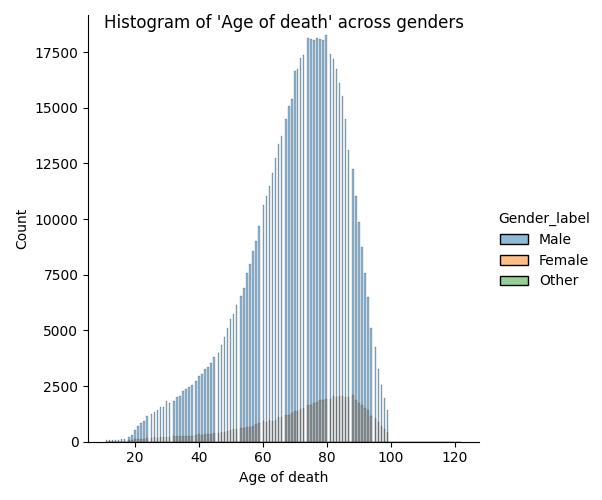 Histogram of 'Age of death' across genders
17500
15000
12500
10000
7500
5000
2500
0
Count
20 40 60 80 100 120
Age of death
Gender_label
Male
Female
Other